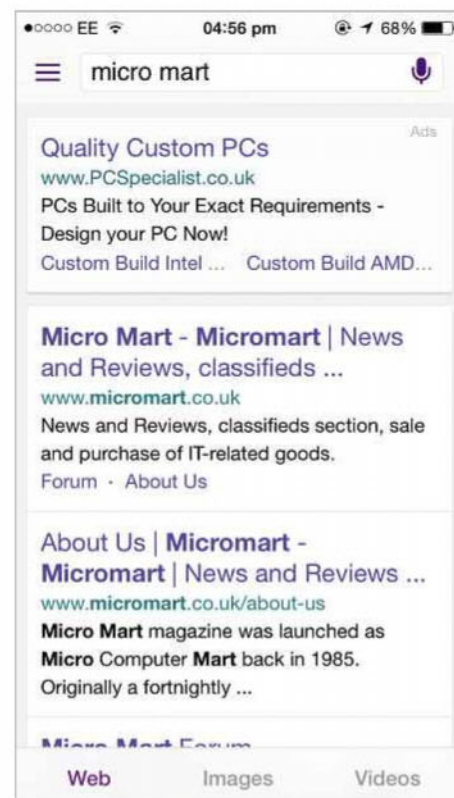 EE 04:56 pm 68%
micro mart
Ads
Quality Custom PCs
www.PCSpecialist.co.uk
PCs Built to Your Exact Requirements -
Design your PC Now!
Custom Build Intel ... Custom Build AMD...
Micro Mart - Micromart | News
and Reviews, classifieds ...
www.micromart.co.uk
News and Reviews, classifieds section, sale
and purchase of IT-related goods.
Forum · About Us
About Us | Micromart -
Micromart | News and Reviews ...
www.micromart.co.uk/about-us
Micro Mart magazine was launched as
Micro Computer Mart back in 1985.
Originally a fortnightly ...
Micro Mart Forum
Web Images Videos